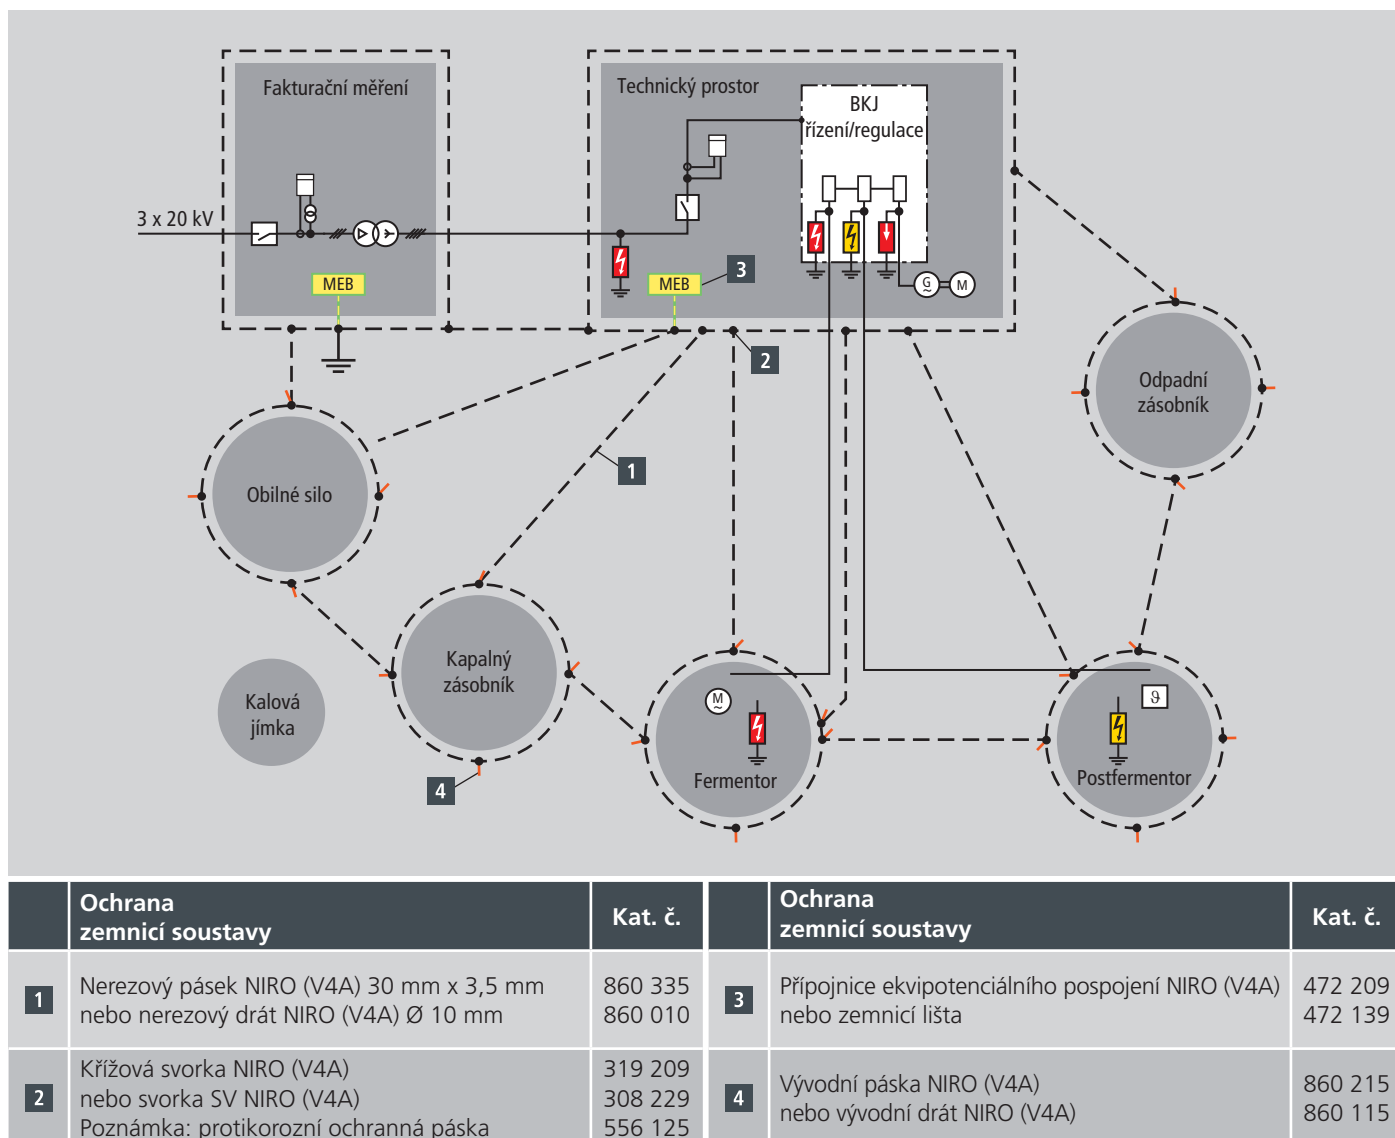 Fakturační měření
Technický prostor
BKJ
řízení/regulace
3 x 20 kV
MEB
MEB
3
G
~
M
2
Odpadní
zásobník
1
Obilné silo
Kapalný
zásobník
Kalová
jímka
M
~
ϑ
Fermentor
Postfermentor
4
Ochrana
zemnicí soustavy
Kat. č.
1
Nerezový pásek NIRO (V4A) 30 mm x 3,5 mm
860 335
nebo nerezový drát NIRO (V4A) Ø 10 mm
860 010
2
Křížová svorka NIRO (V4A)
319 209
nebo svorka SV NIRO (V4A)
308 229
Poznámka: protikorozní ochranná páska
556 125
Ochrana
zemnicí soustavy
Kat. č.
3
Přípojnice ekvipotenciálního pospojení NIRO (V4A)
472 209
nebo zemnicí lišta
472 139
4
Vývodní páska NIRO (V4A)
860 215
nebo vývodní drát NIRO (V4A)
860 115